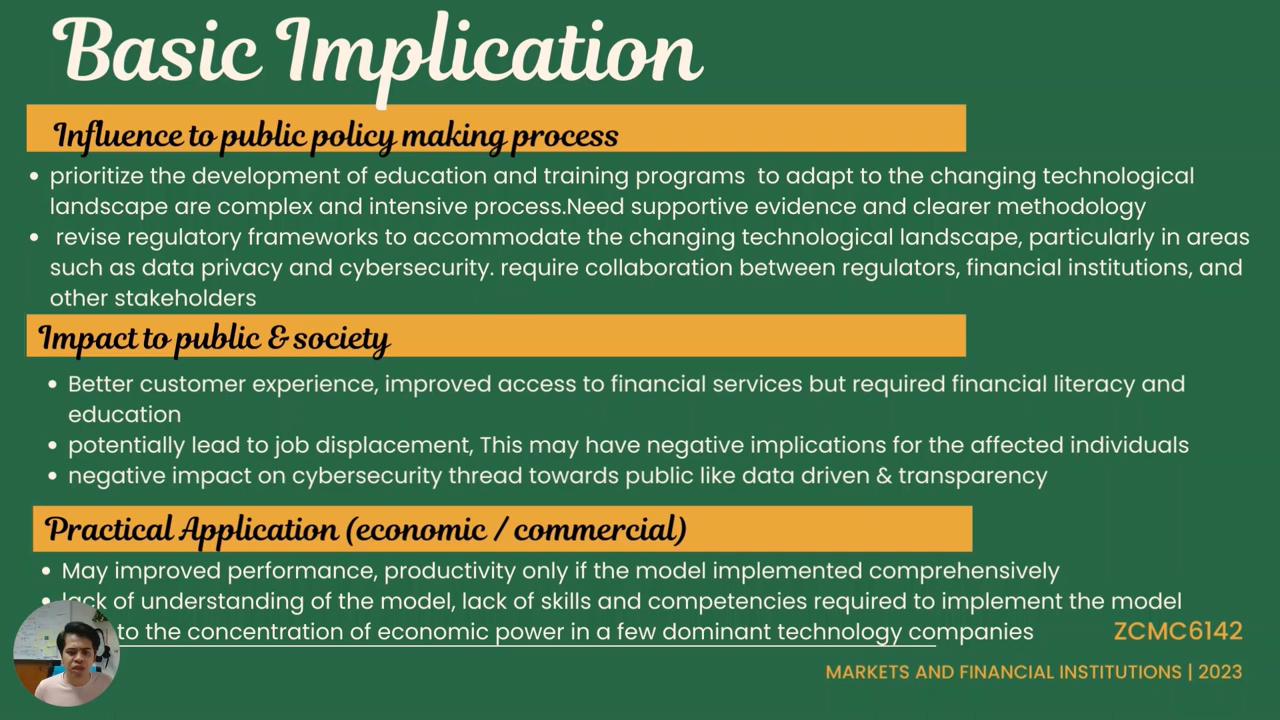 Basic Implication
Influence to public policy making process
• prioritize the development of education and training programs  to adapt to the changing technological
landscape are complex and intensive process.Need supportive evidence and clearer methodology
•  revise regulatory frameworks to accommodate the changing technological landscape, particularly in areas
such as data privacy and cybersecurity. require collaboration between regulators, financial institutions, and
other stakeholders
Impact to public & society
• Better customer experience, improved access to financial services but required financial literacy and
education
• potentially lead to job displacement, This may have negative implications for the affected individuals
• negative impact on cybersecurity thread towards public like data driven & transparency
Practical Application (economic / commercial)
• May improved performance, productivity only if the model implemented comprehensively
• lack of understanding of the model, lack of skills and competencies required to implement the model
to the concentration of economic power in a few dominant technology companies
ZCMC6142
MARKETS AND FINANCIAL INSTITUTIONS | 2023